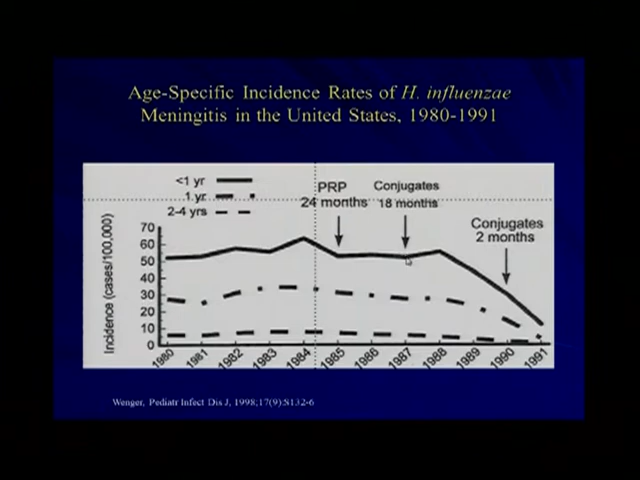 Age-Specific Incidence Rates of H. influenzae
Meningitis in the United States, 1980-1991
<1 yr
1 yr
2-4 yrs
PRP
24 months
Conjugates
18 months
Conjugates
2 months
Incidence (cases/100,000)
70
60
50
40
30
20
10
0
1980
1981
1982
1983
1984
1985
1986
1987
1988
1989
1990
1991
Wenger, Pediatr Infect Dis J, 1998;17(9):S132-6